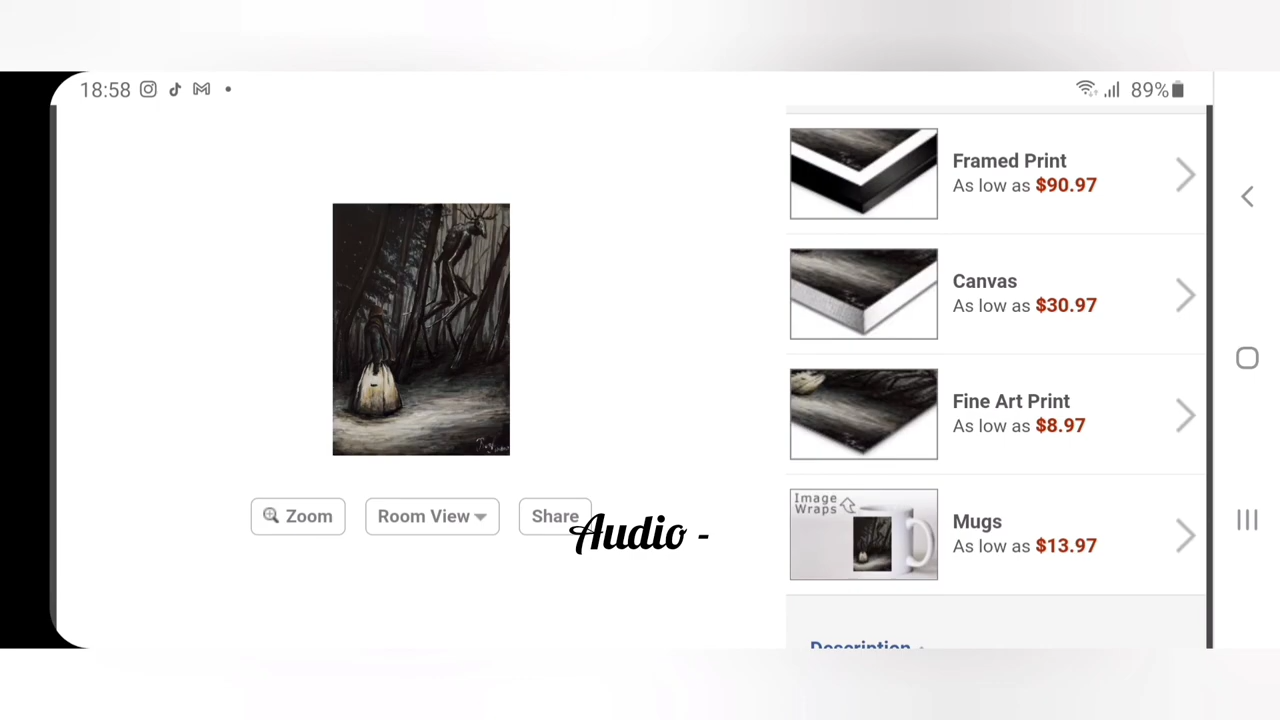 18:58
89%
Framed Print
As low as $90.97
Canvas
As low as $30.97
Fine Art Print
As low as $8.97
Image
Wraps
Mugs
As low as $13.97
Zoom
Room View
Share
Audio -
Description